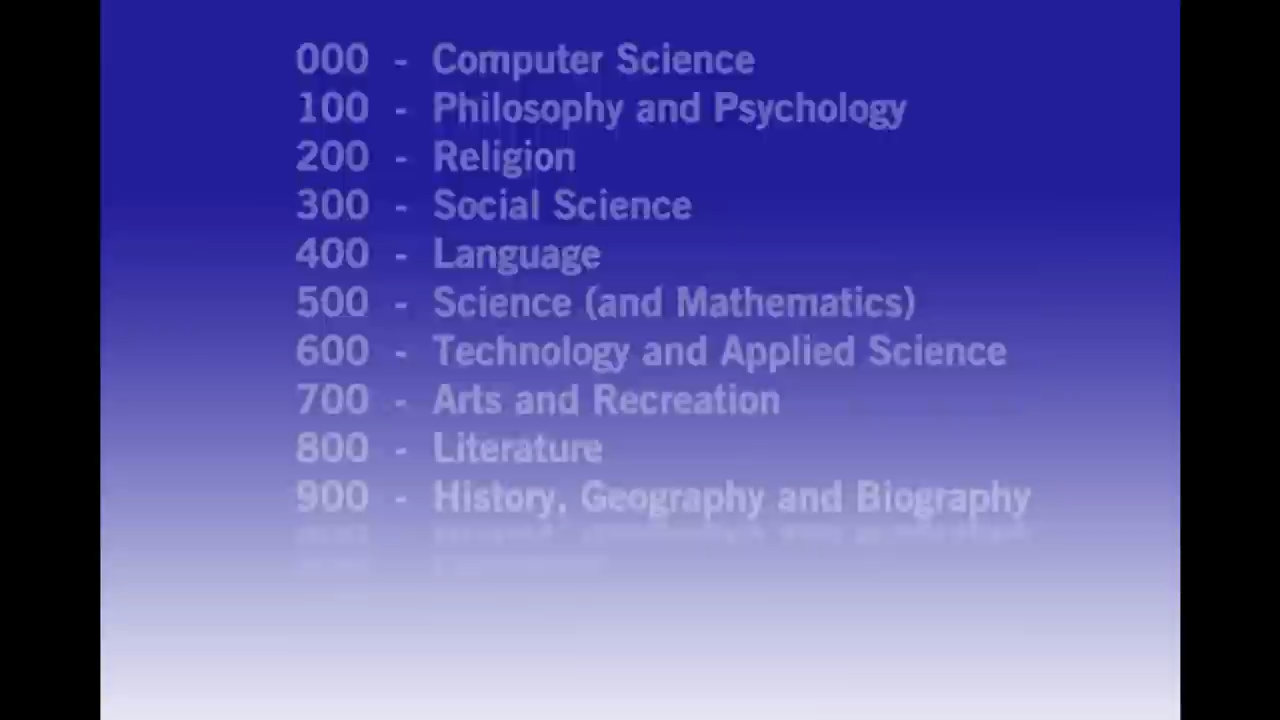 000 - Computer Science
100 - Philosophy and Psychology
200 - Religion
300 - Social Science
400 - Language
500 - Science (and Mathematics)
600 - Technology and Applied Science
700 - Arts and Recreation
800 - Literature
900 - History, Geography and Biography